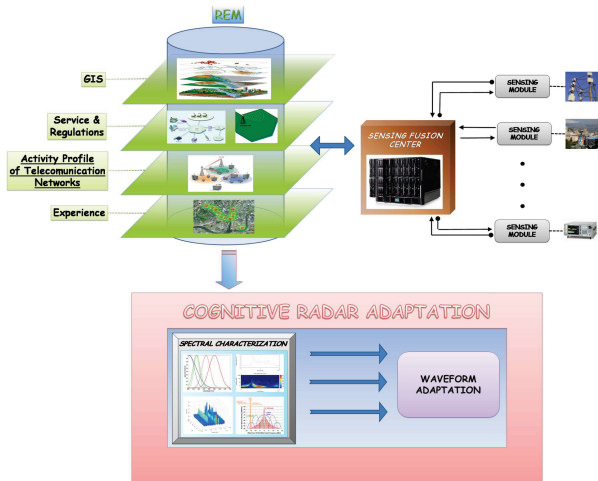 REM
GIS
Service &
Regulations
Activity Profile
of Telecomunication
Networks
Experience
SENSING FUSION
CENTER
SENSING
MODULE
SENSING
MODULE
SENSING
MODULE
COGNITIVE RADAR ADAPTATION
SPECTRAL CHARACTERIZATION
WAVEFORM
ADAPTATION